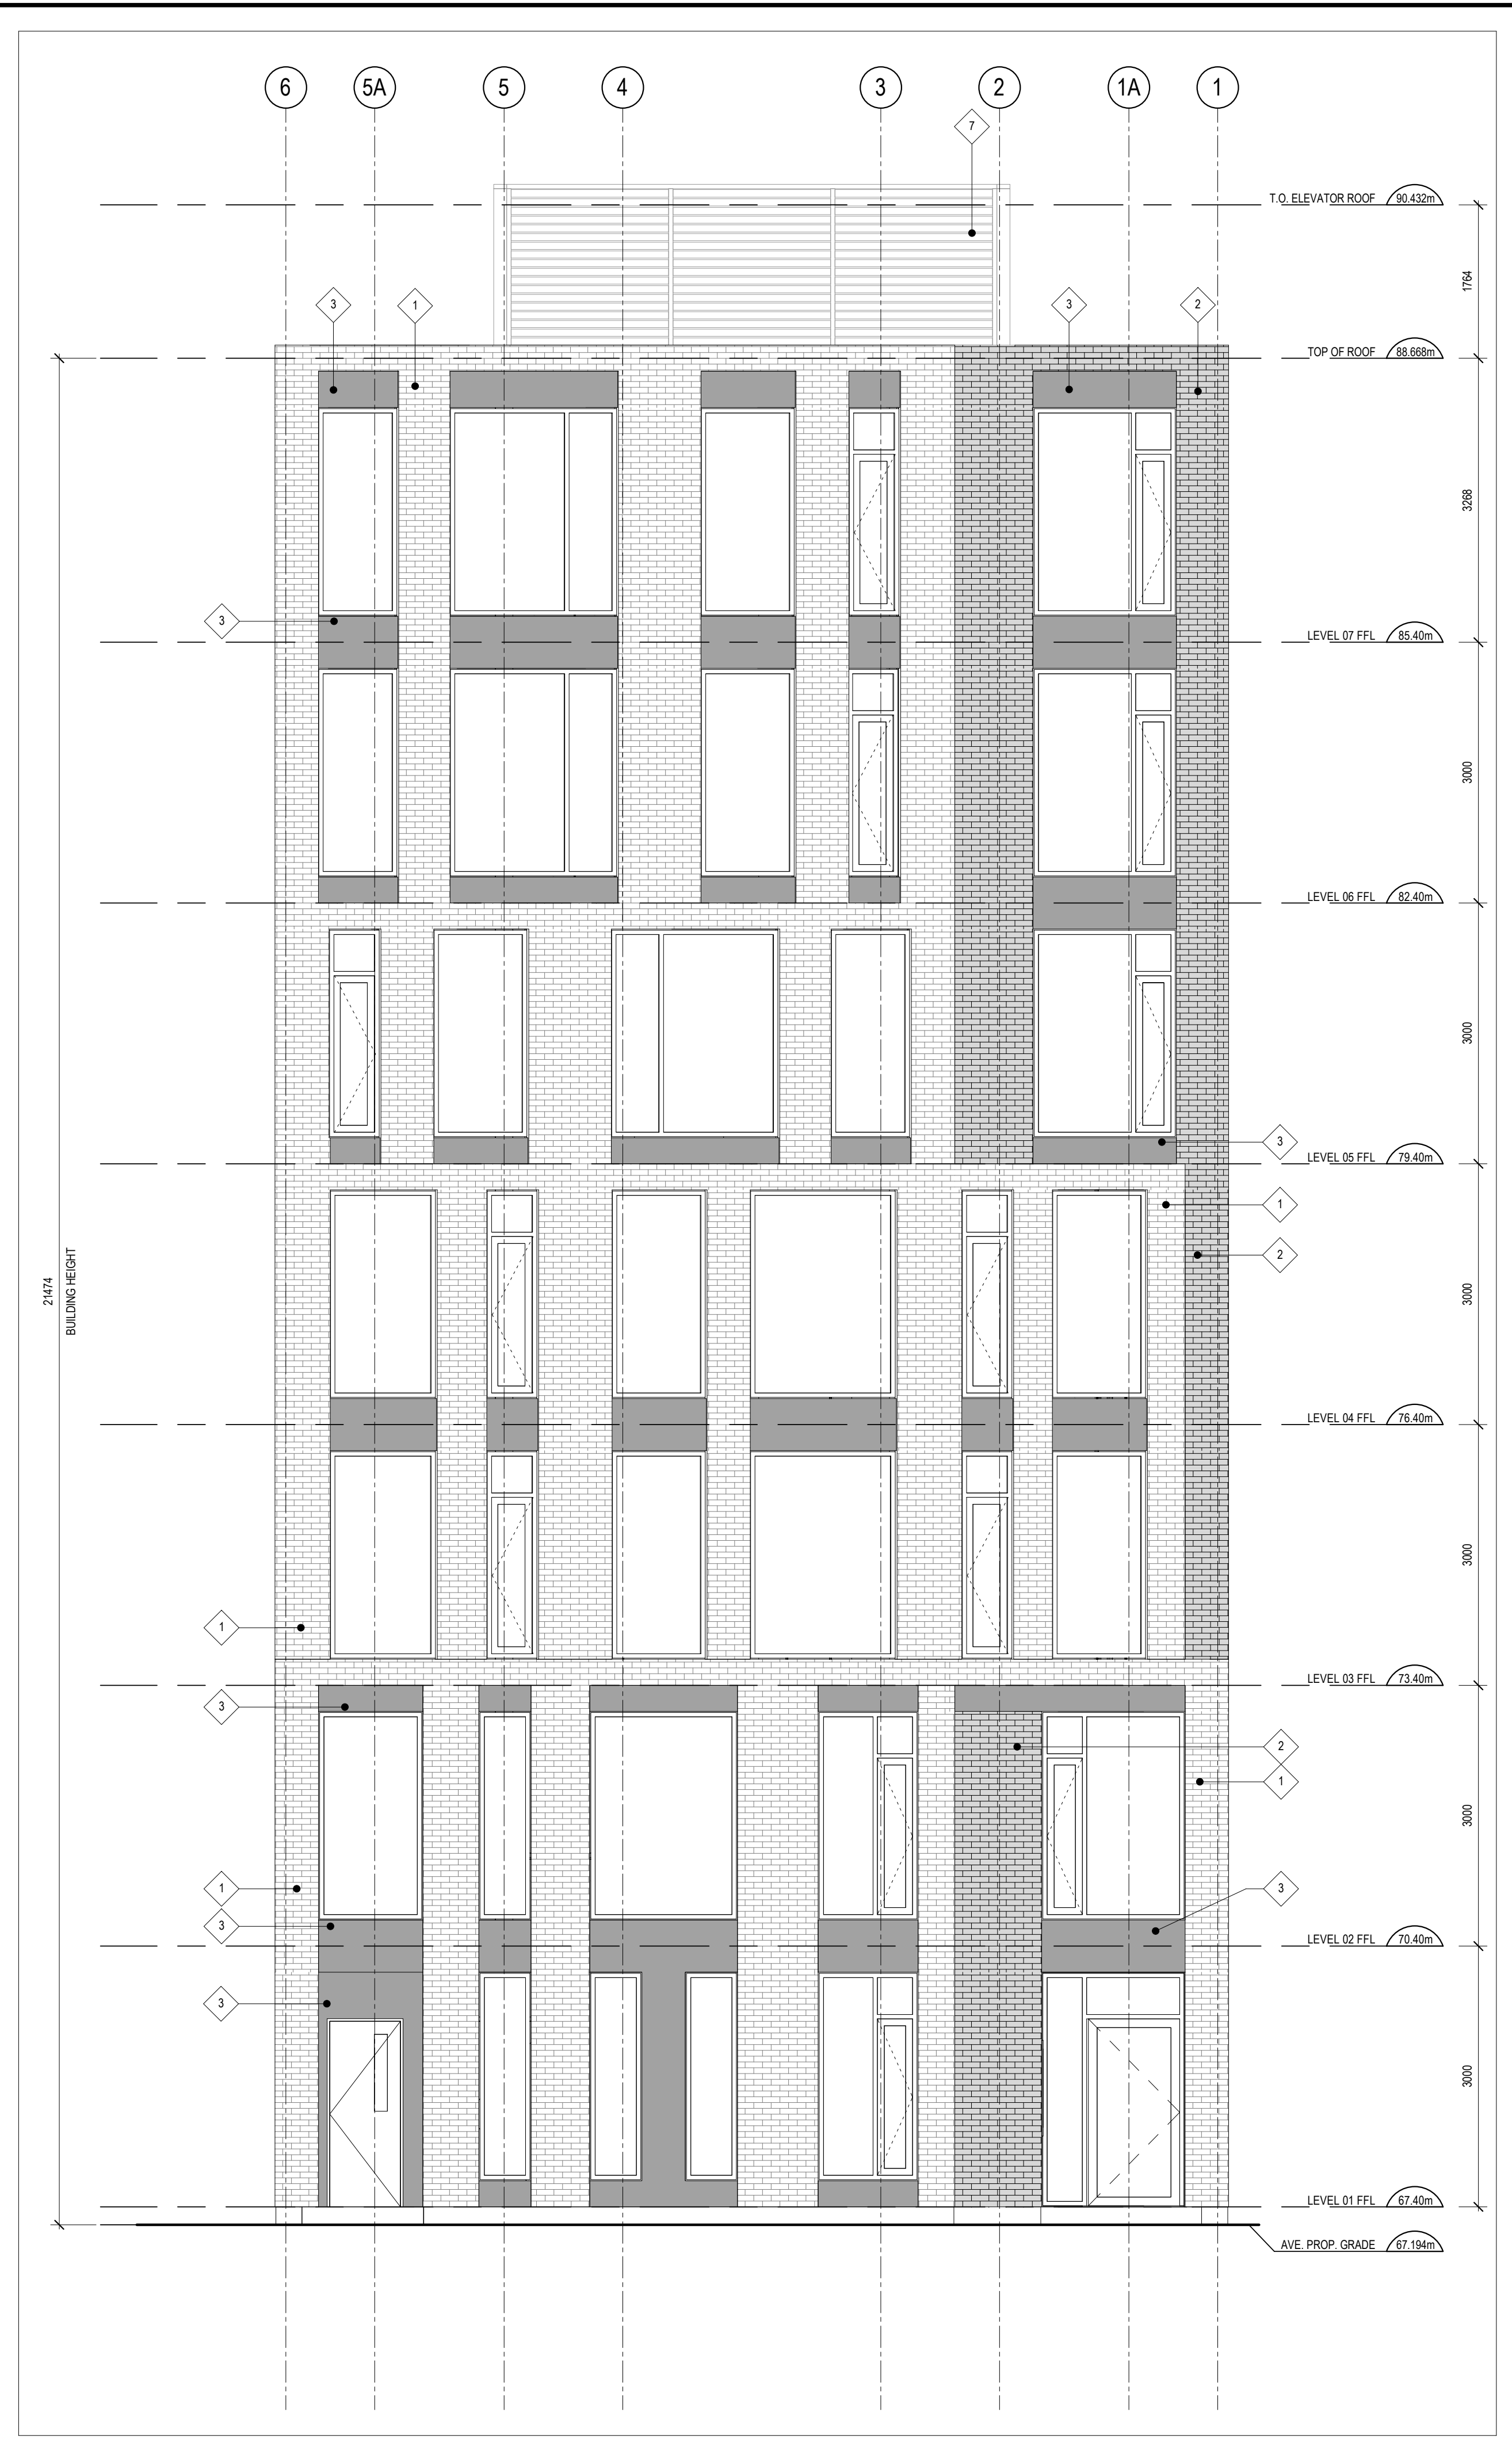 6
5A
5
4
3
2
1A
1
7
T.O. ELEVATOR ROOF 90.432m
1764
3
1
3
2
TOP OF ROOF 88.668m
3268
3
LEVEL 07 FFL 85.40m
3000
LEVEL 06 FFL 82.40m
3000
3
LEVEL 05 FFL 79.40m
1
2
21474
BUILDING HEIGHT
3000
LEVEL 04 FFL 76.40m
3000
1
LEVEL 03 FFL 73.40m
3
2
1
3000
1
3
3
LEVEL 02 FFL 70.40m
3
3000
LEVEL 01 FFL 67.40m
AVE. PROP. GRADE 67.194m